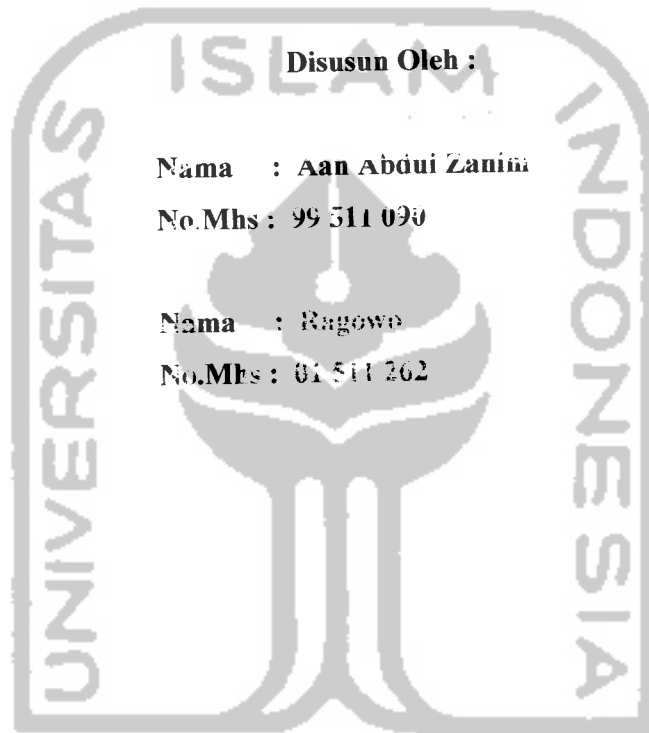 UNIVERSITAS ISLAM INDONESIA
Disusun Oleh :
Nama : Aan Abdul Zanim
No.Mhs : 99 511 090
Nama : Ragowo
No.Mhs : 01 511 262